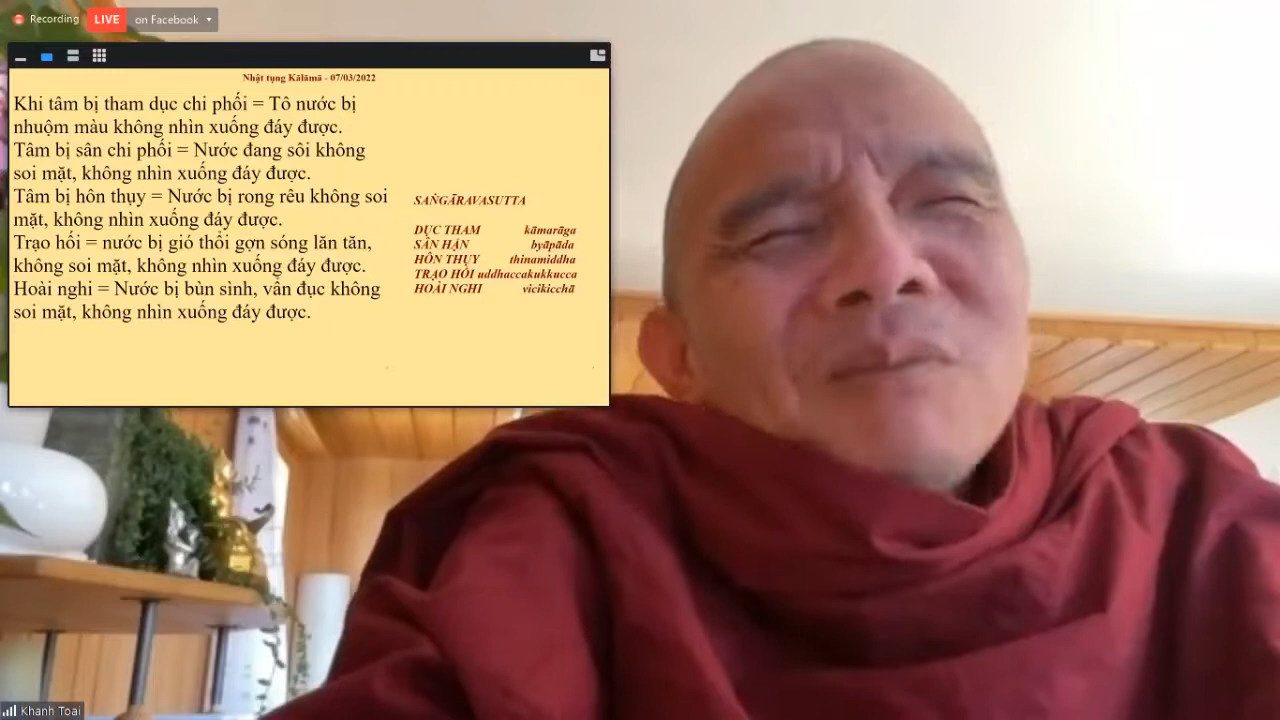 Recording LIVE on Facebook
Nhật tụng Kālāmā - 07/03/2022
Khi tâm bị tham dục chi phối = Tô nước bị
nhuộm màu không nhìn xuống đáy được.
Tâm bị sân chi phối = Nước đang sôi không
soi mặt, không nhìn xuống đáy được.
Tâm bị hôn thụy = Nước bị rong rêu không soi
mặt, không nhìn xuống đáy được.
Trạo hối = nước bị gió thổi gợn sóng lăn tăn,
không soi mặt, không nhìn xuống đáy được.
Hoài nghi = Nước bị bùn sình, vẩn đục không
soi mặt, không nhìn xuống đáy được.
SAṄGĀRAVASUTTA
DỤC THAM kāmarāga
SÂN HẬN byāpāda
HÔN THỤY thinamiddha
TRẠO HỐI uddhaccakukkucca
HOÀI NGHI vicikicchā
Khanh Toai